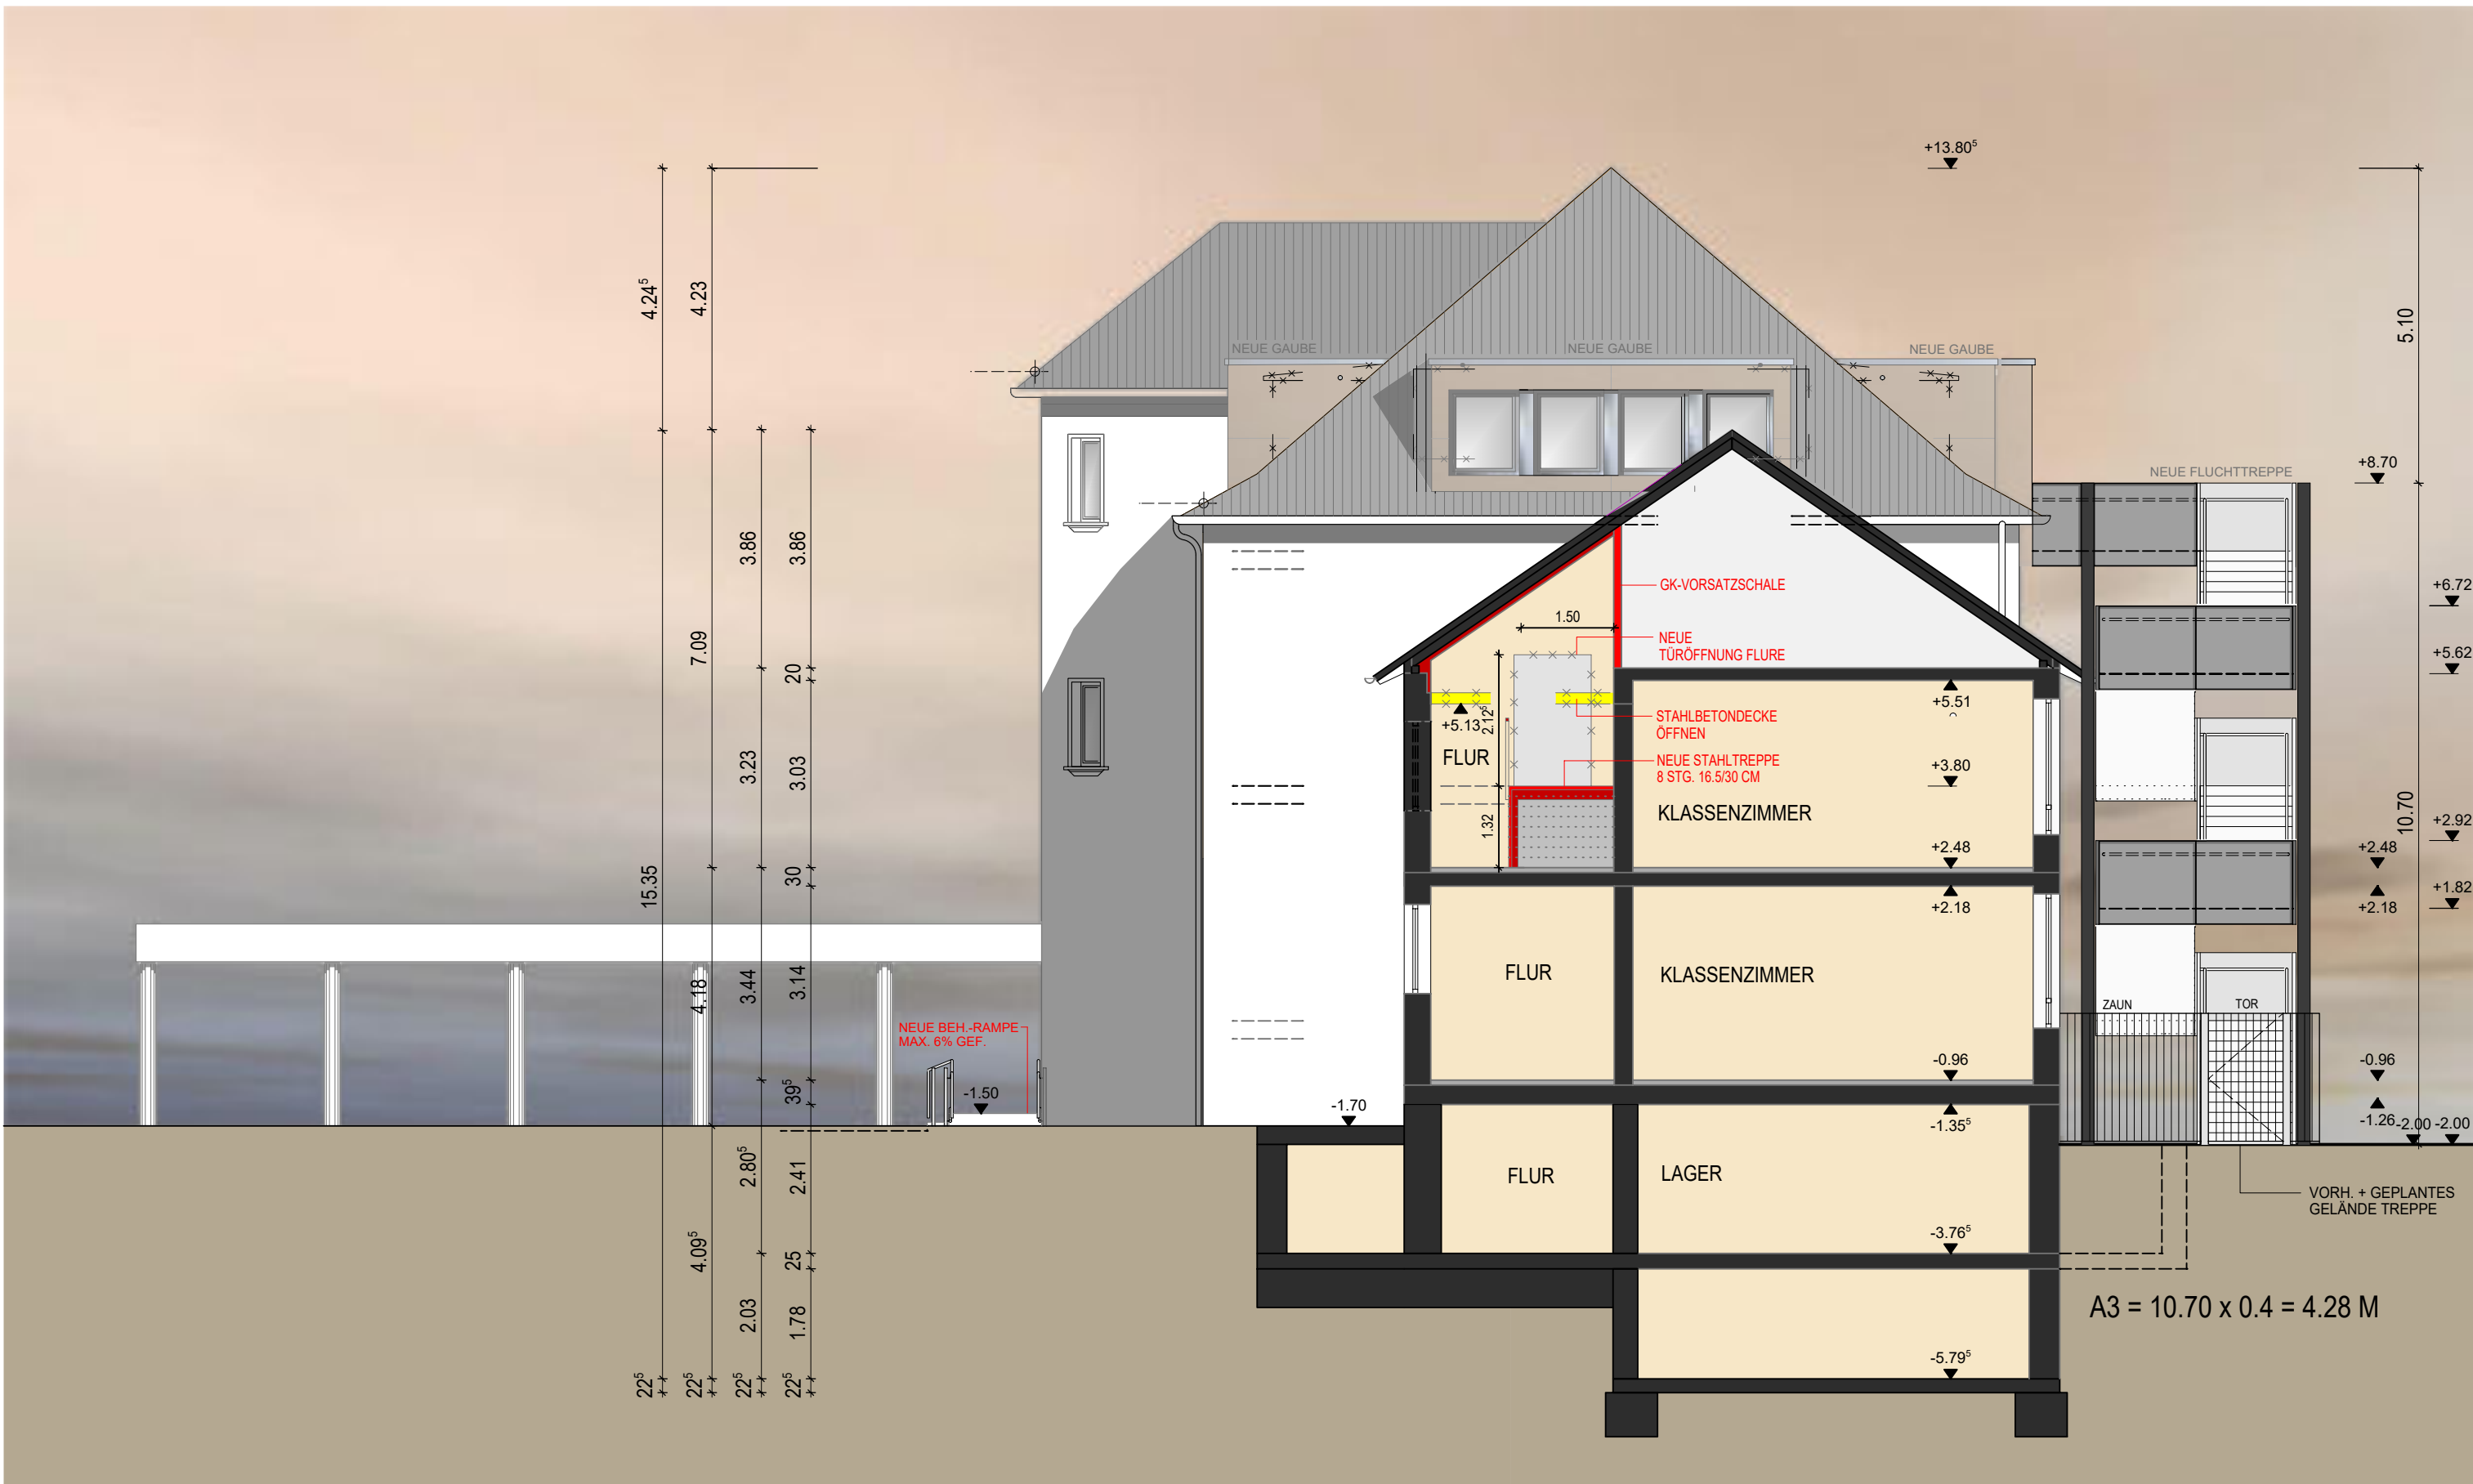 +13.80⁵
4.24⁵
4.23
5.10
NEUE GAUBE
NEUE GAUBE
NEUE GAUBE
NEUE FLUCHTTREPPE
+8.70
3.86
3.86
GK-VORSATZSCHALE
+6.72
1.50
NEUE
TÜRÖFFNUNG FLURE
7.09
20
+5.62
+5.51
2.12⁵
+5.13
STAHLBETONDECKE
ÖFFNEN
FLUR
3.23
3.03
NEUE STAHLTREPPE
8 STG. 16.5/30 CM
+3.80
KLASSENZIMMER
1.32
10.70
+2.92
+2.48
+2.48
15.35
30
+1.82
+2.18
+2.18
FLUR
KLASSENZIMMER
4.18
3.44
3.14
ZAUN
TOR
NEUE BEH.-RAMPE
MAX. 6% GEF.
-0.96
-0.96
39⁵
-1.50
-1.70
-1.35⁵
-1.26
-2.00
-2.00
2.80⁵
2.41
FLUR
LAGER
VORH. + GEPLANTES
GELÄNDE TREPPE
4.09⁵
25
-3.76⁵
2.03
1.78
A3 = 10.70 x 0.4 = 4.28 M
-5.79⁵
22⁵
22⁵
22⁵
22⁵